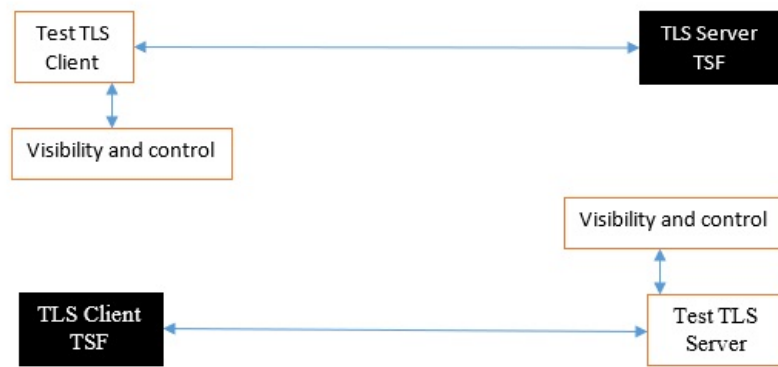 Test TLS
Client
TLS Server
TSF
Visibility and control
Visibility and control
TLS Client
TSF
Test TLS
Server